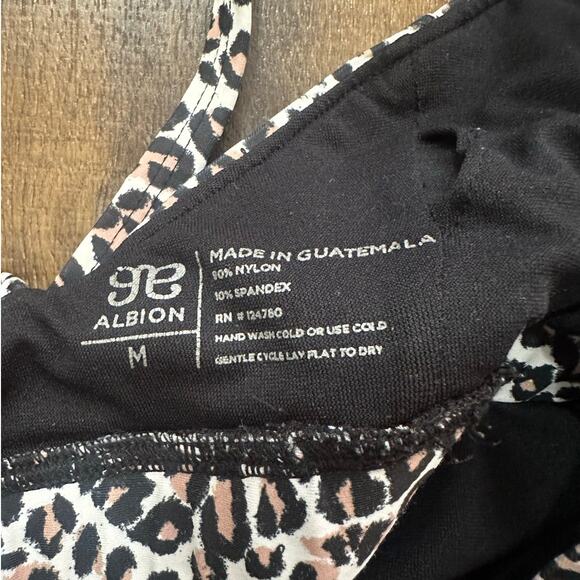 ALBION
M
MADE IN GUATEMALA
90% NYLON
10% SPANDEX
RN # 124780
HAND WASH COLD OR USE COLD
GENTLE CYCLE LAY FLAT TO DRY